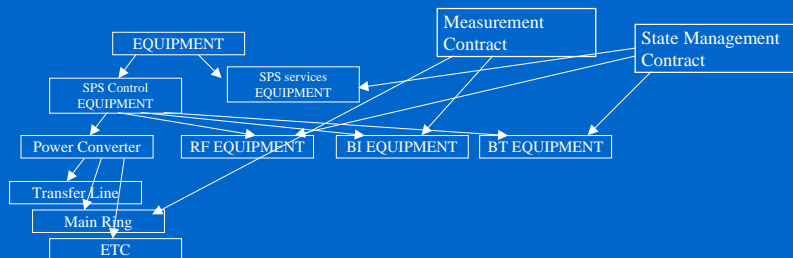 Measurement
Contract
EQUIPMENT
State Management
Contract
SPS services
EQUIPMENT
SPS Control
EQUIPMENT
Power Converter
RF EQUIPMENT
BI EQUIPMENT
BT EQUIPMENT
Transfer Line
Main Ring
ETC